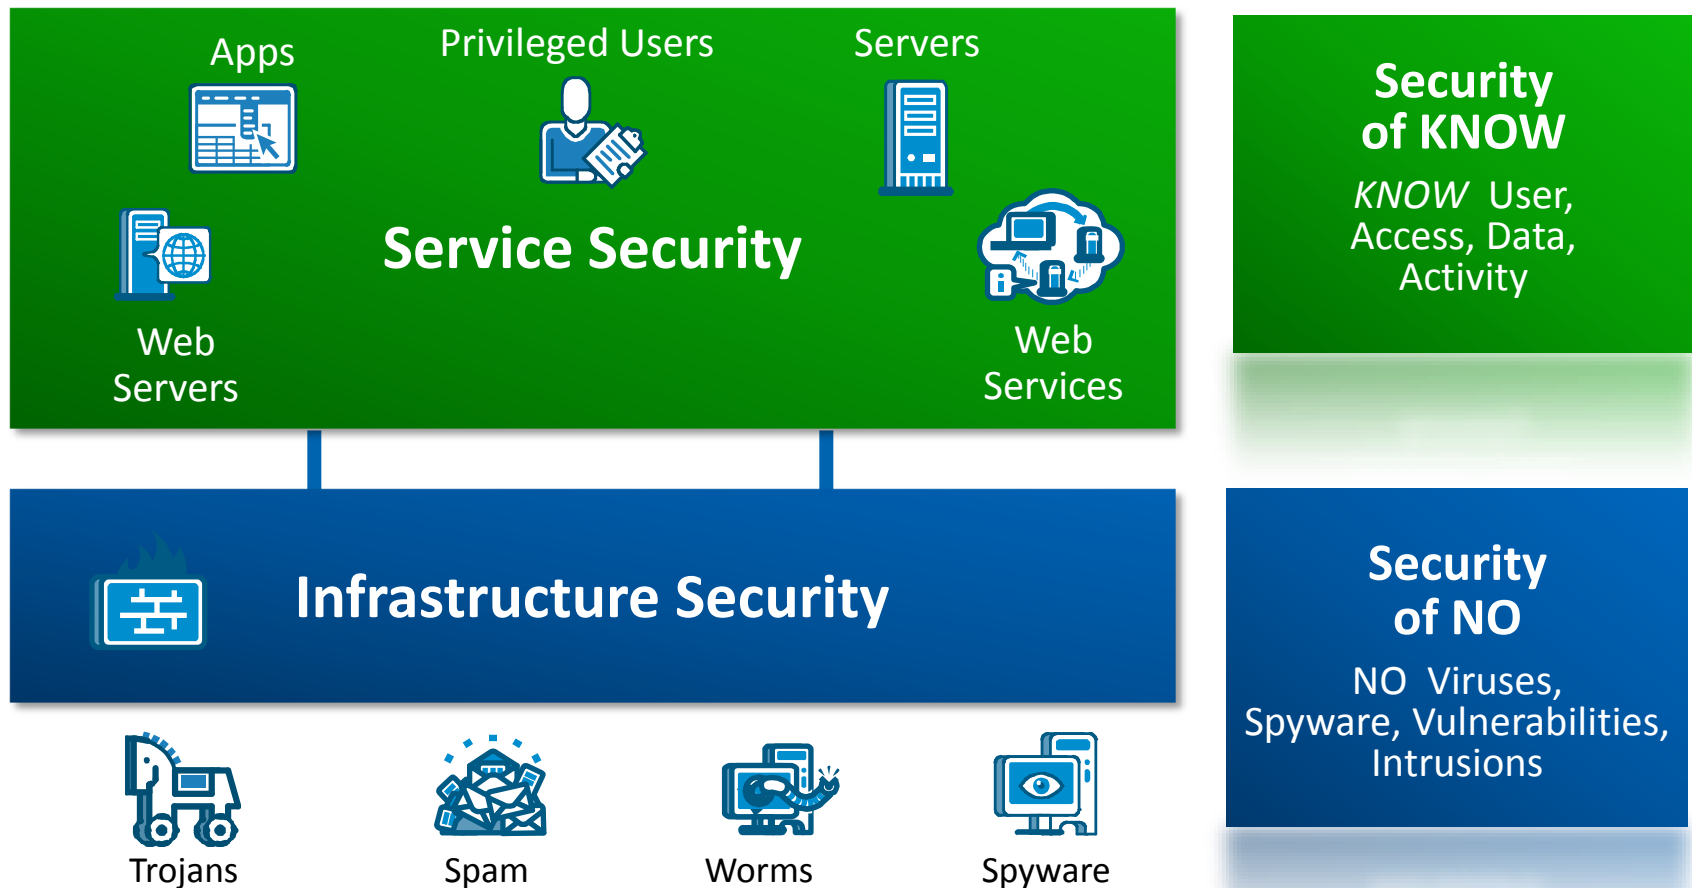 Apps
Privileged Users
Servers
Service Security
Web
Servers
Web
Services
Security
of KNOW
KNOW User,
Access, Data,
Activity
Infrastructure Security
Security
of NO
NO Viruses,
Spyware, Vulnerabilities,
Intrusions
Trojans
Spam
Worms
Spyware